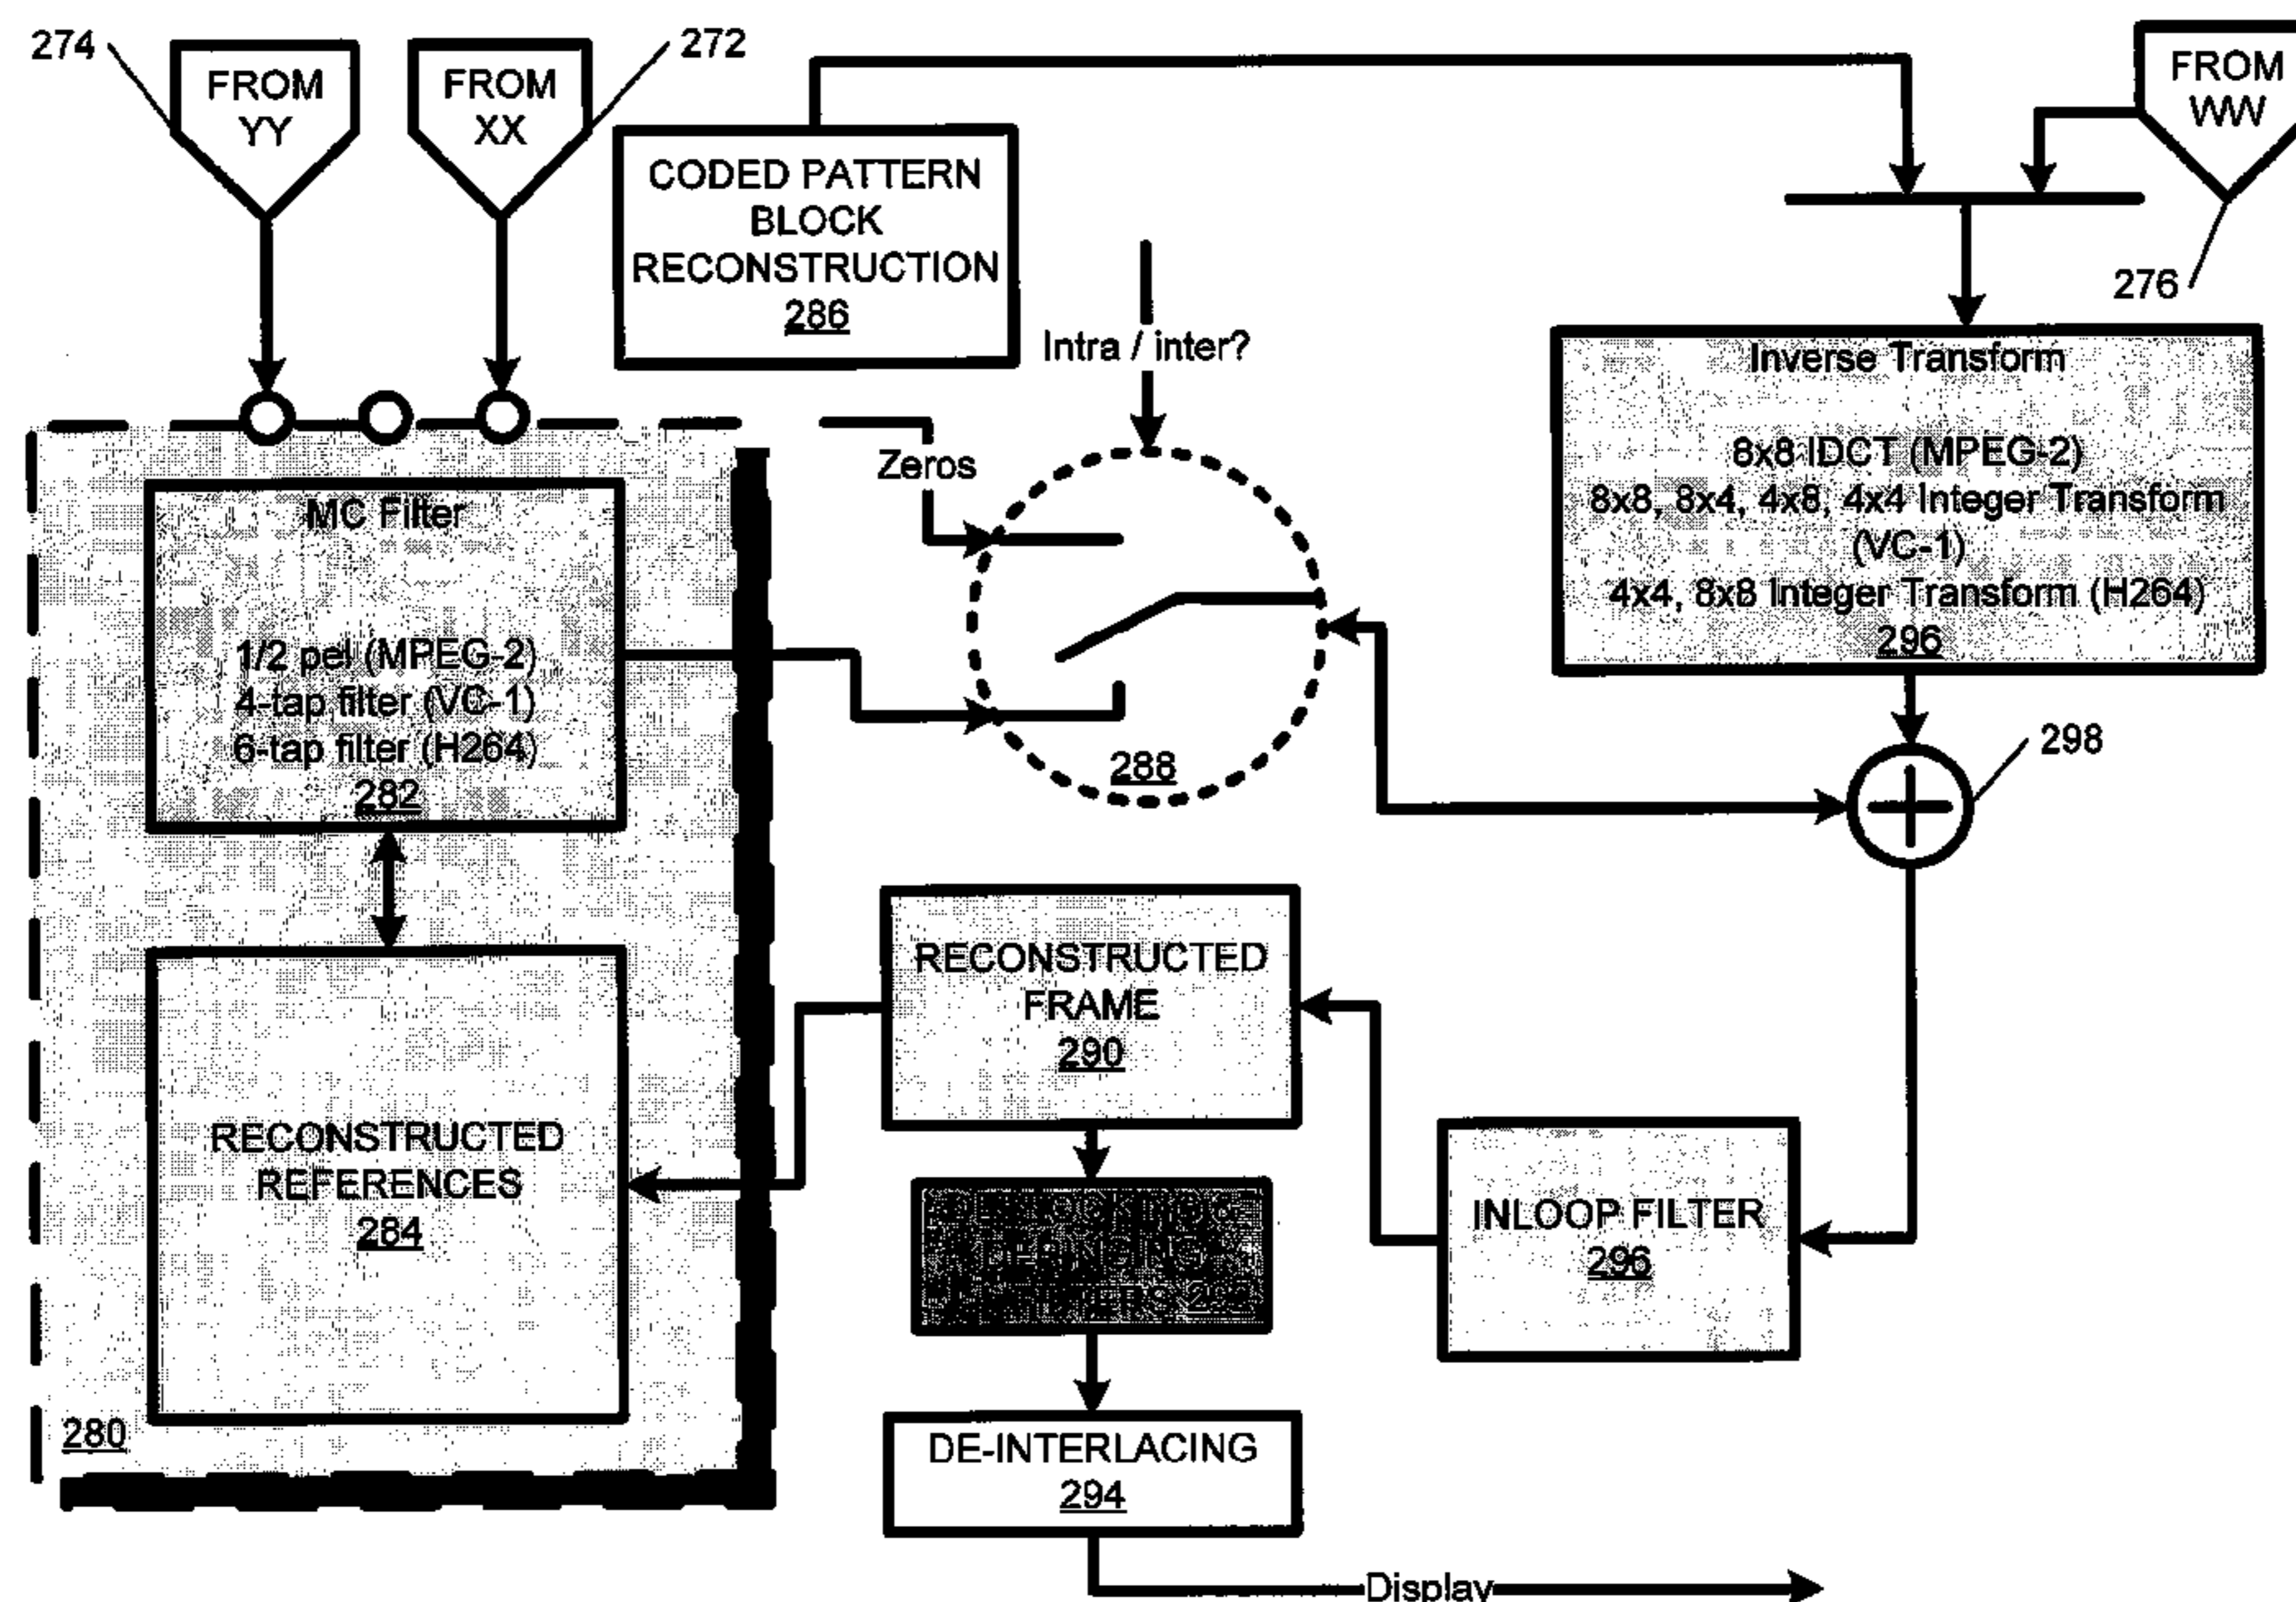 274
FROM
YY
FROM
XX
272
FROM
WW
276
CODED PATTERN
BLOCK
RECONSTRUCTION
286
Intra / inter?
Zeros
288
Inverse Transform
8x8 IDCT (MPEG-2)
8x8, 8x4, 4x8, 4x4 Integer Transform
(VC-1)
4x4, 8x8 Integer Transform (H264)
296
298
MC Filter
1/2 pel (MPEG-2)
4-tap filter (VC-1)
6-tap filter (H264)
282
RECONSTRUCTED
REFERENCES
284
280
RECONSTRUCTED
FRAME
290
INLOOP FILTER
296
DE-INTERLACING
294
Display